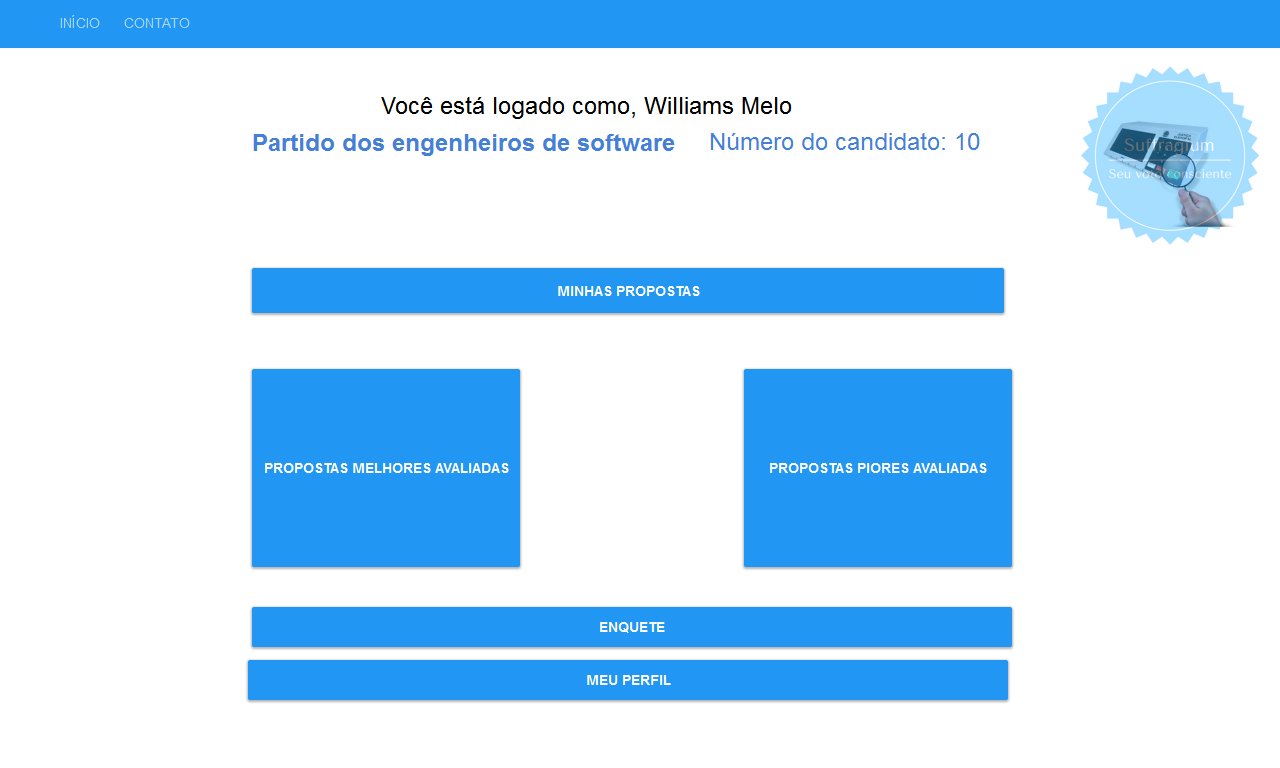 INÍCIO CONTATO
Você está logado como, Williams Melo
Partido dos engenheiros de software Número do candidato: 10
Suffragium
Seu voto Consciente
MINHAS PROPOSTAS
PROPOSTAS MELHORES AVALIADAS PROPOSTAS PIORES AVALIADAS
ENQUETE
MEU PERFIL